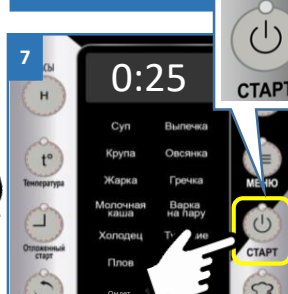 7
СТАРТ
0:25
Н
Суп
Выпечка
Крупа
Овсянка
t°
Температура
МЕНЮ
Жарка
Гречка
Молочная
каша
Варка
на пару
Холодец
Отложенный
старт
СТАРТ
Плов